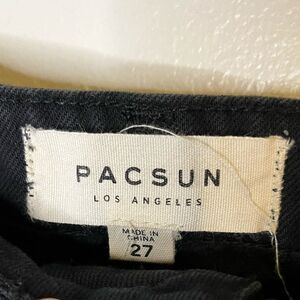 PACSUN
LOS ANGELES
MADE IN
CHINA
27